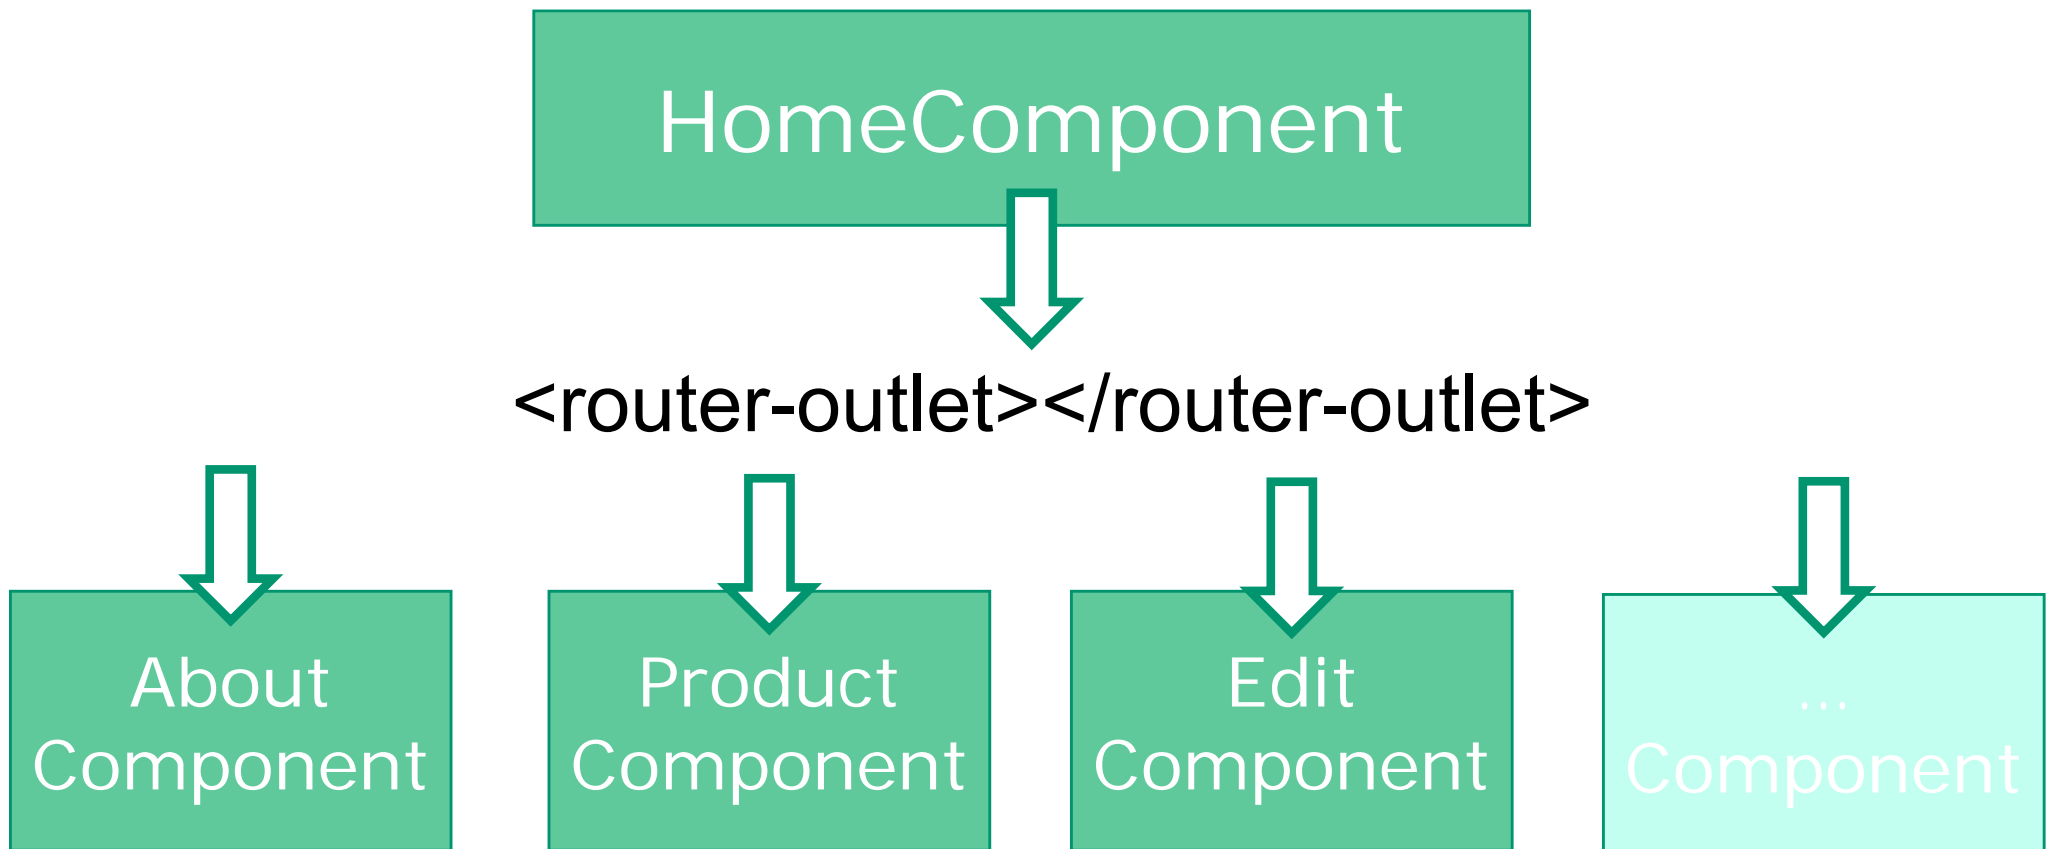 HomeComponent
<router-outlet></router-outlet>
About
Component
Product
Component
Edit
Component
...
Component